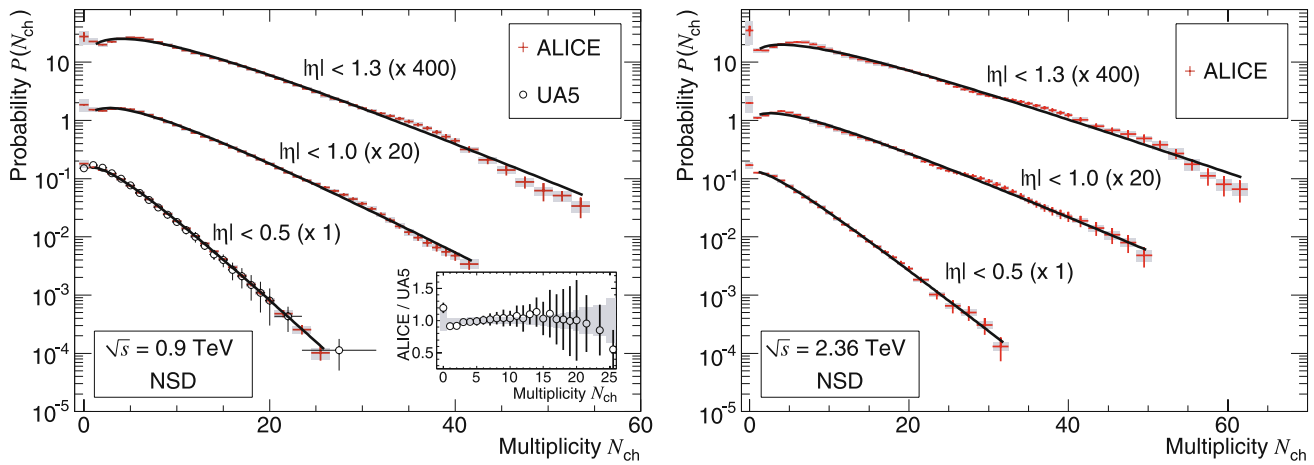 Probability P(N_ch)
10
1
10^-1
10^-2
10^-3
10^-4
10^-5
ALICE
UA5
|η| < 1.3 (x 400)
|η| < 1.0 (x 20)
|η| < 0.5 (x 1)
√s = 0.9 TeV
NSD
ALICE / UA5
1.5
1.0
0.5
0 5 10 15 20 25
Multiplicity N_ch
0 20 40 60
Multiplicity N_ch
Probability P(N_ch)
10
1
10^-1
10^-2
10^-3
10^-4
10^-5
ALICE
|η| < 1.3 (x 400)
|η| < 1.0 (x 20)
|η| < 0.5 (x 1)
√s = 2.36 TeV
NSD
0 20 40 60
Multiplicity N_ch